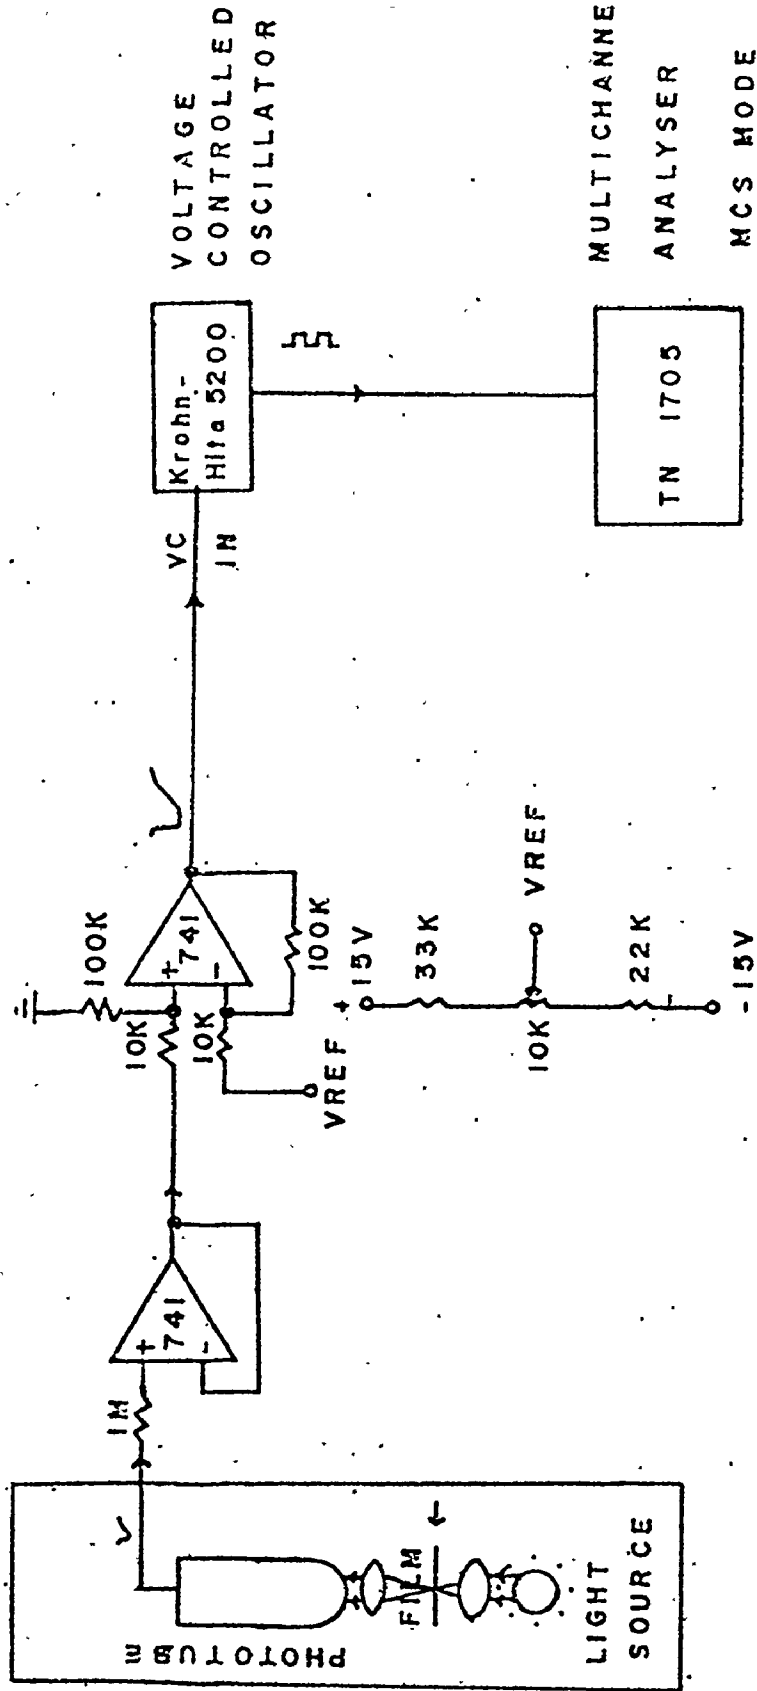 PHOTOTUBE
FILM
LIGHT
SOURCE
1M
+
741
-
10K
100K
+
741
-
10K
100K
VREF
+15V
33K
10K
VREF
22K
-15V
VC
IN
Krohn-
Hite 5200
VOLTAGE
CONTROLLED
OSCILLATOR
TN 1705
MULTICHANNE
ANALYSER
MCS MODE